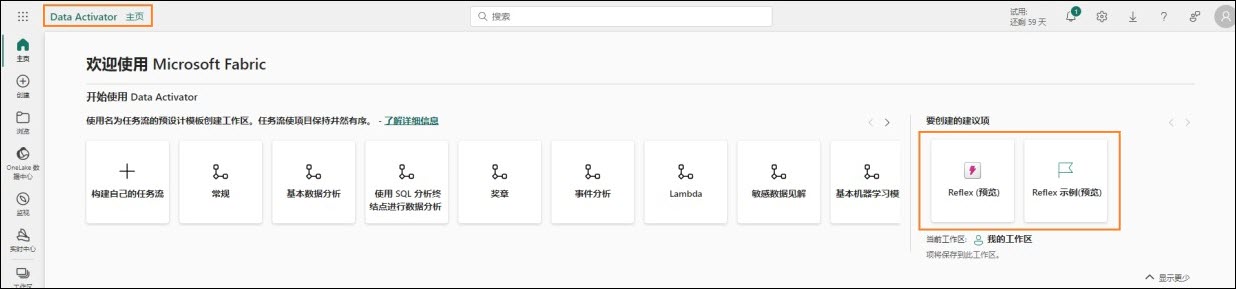 Data Activator 主页
搜索
试用:
还剩 59 天
1
主页
创建
浏览
OneLake 数
据中心
监视
实时中心
工作区
欢迎使用 Microsoft Fabric
开始使用 Data Activator
使用名为任务流的预设计模板创建工作区。任务流使项目保持井然有序。 - 了解详细信息
构建自己的任务流
常规
基本数据分析
使用 SQL 分析终
结点进行数据分析
奖章
事件分析
Lambda
敏感数据见解
基本机器学习模
要创建的建议项
Reflex (预览)
Reflex 示例(预览)
当前工作区: 我的工作区
项将保存到此工作区。
显示更少